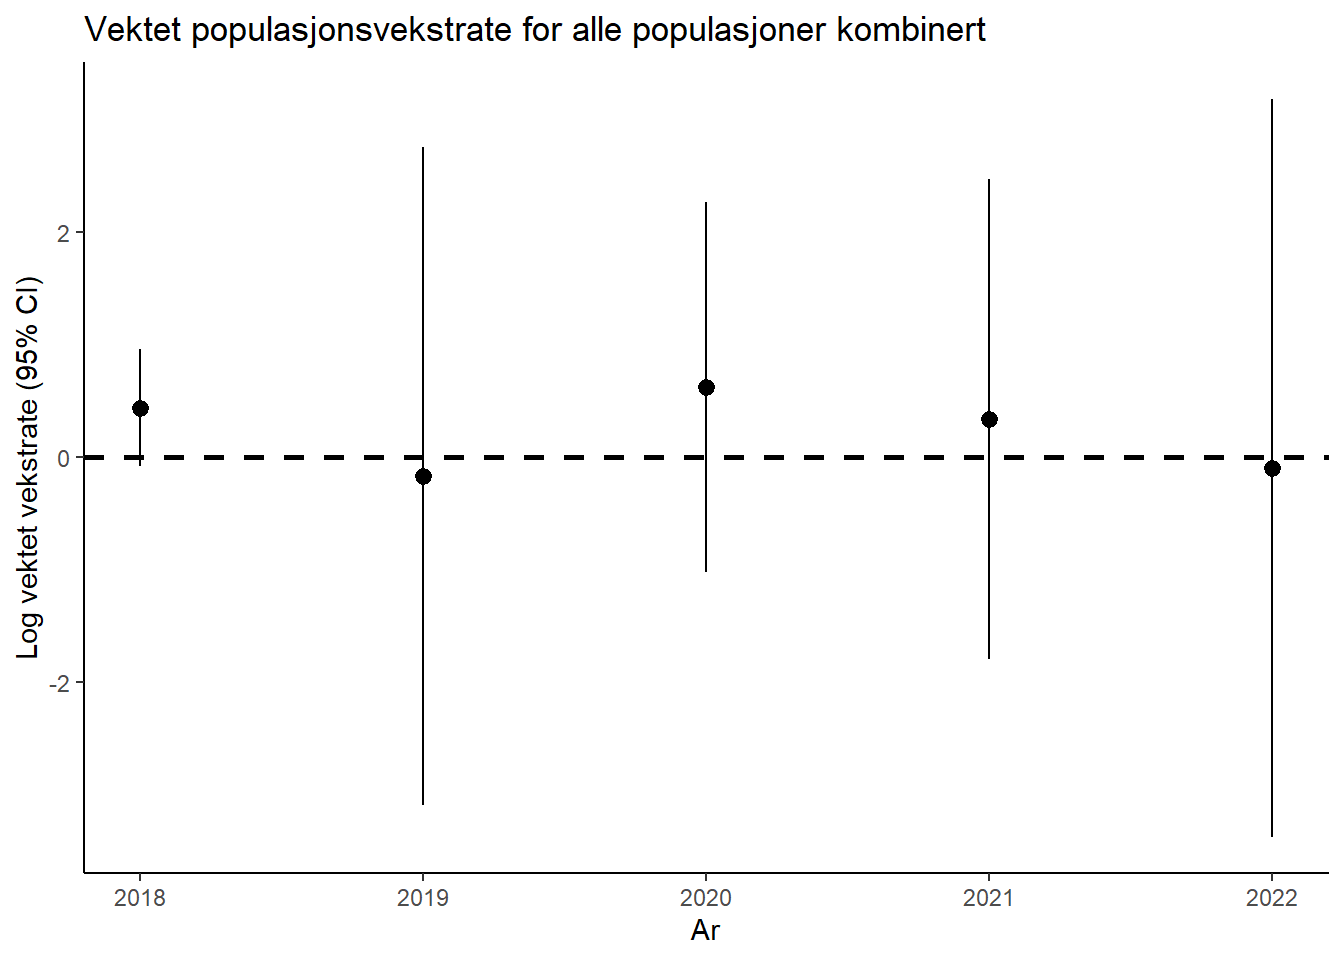 Vektet populasjonsvekstrate for alle populasjoner kombinert
Log vektet vekstrate (95% CI)
2
0
-2
2018
2019
2020
2021
2022
Ar